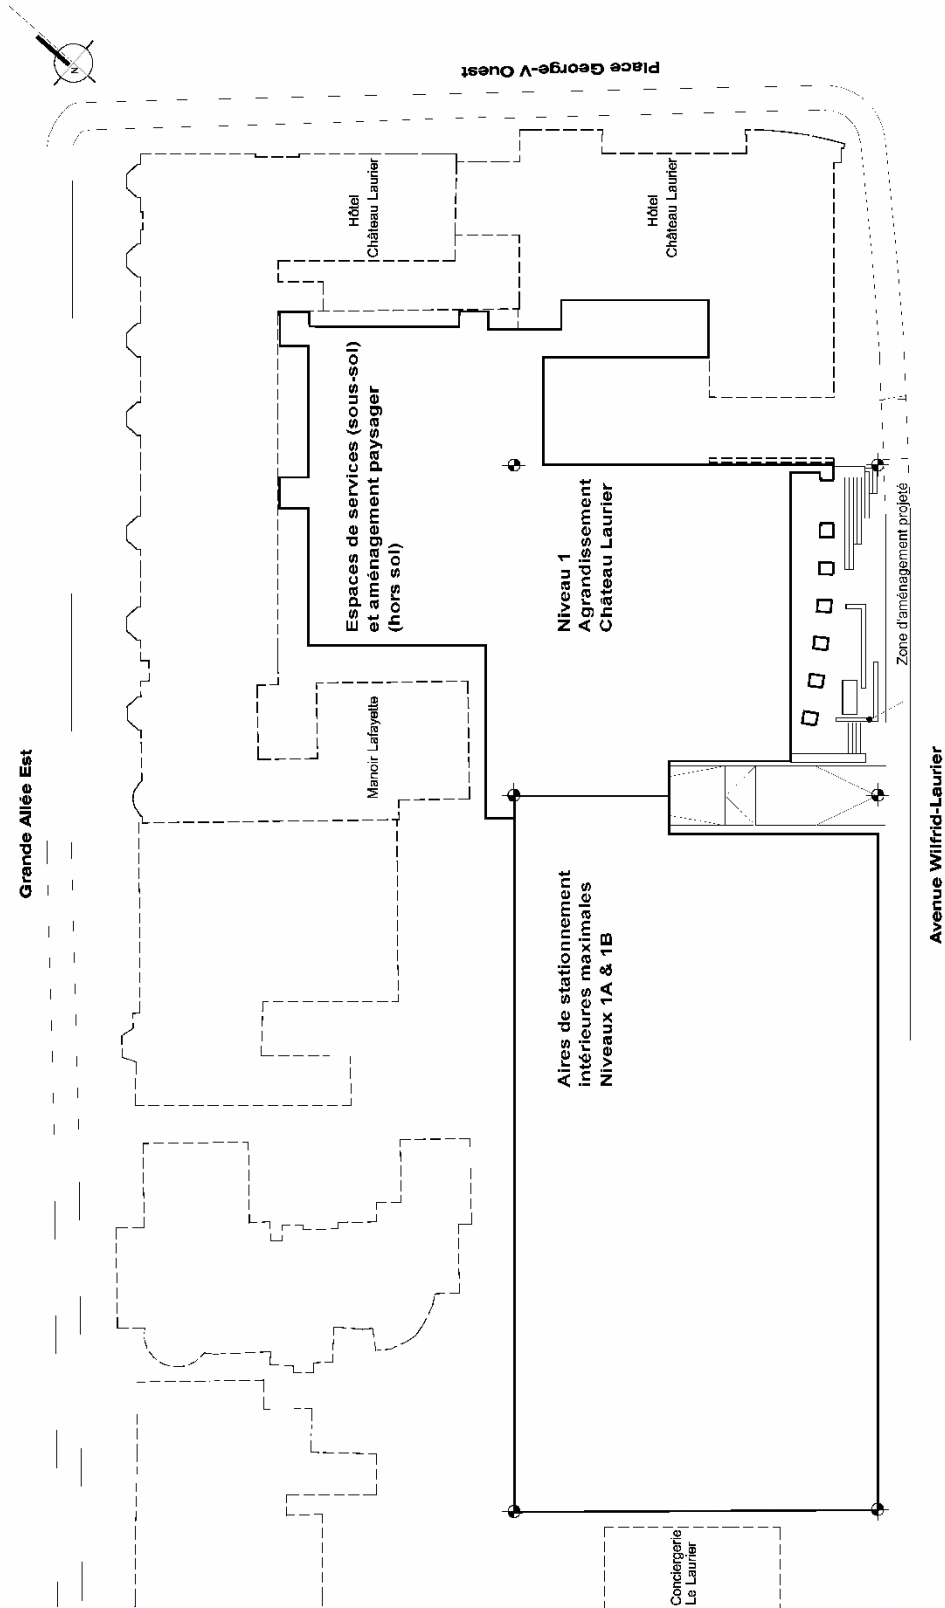 N
Place George-V Ouest
Hôtel
Château Laurier
Hôtel
Château Laurier
Espaces de services (sous-sol)
et aménagement paysager
(hors sol)
Niveau 1
Agrandissement
Château Laurier
Zone d'aménagement projeté
Manoir Lafayette
Grande Allée Est
Avenue Wilfrid-Laurier
Aires de stationnement
intérieures maximales
Niveaux 1A & 1B
Conciergerie
Le Laurier